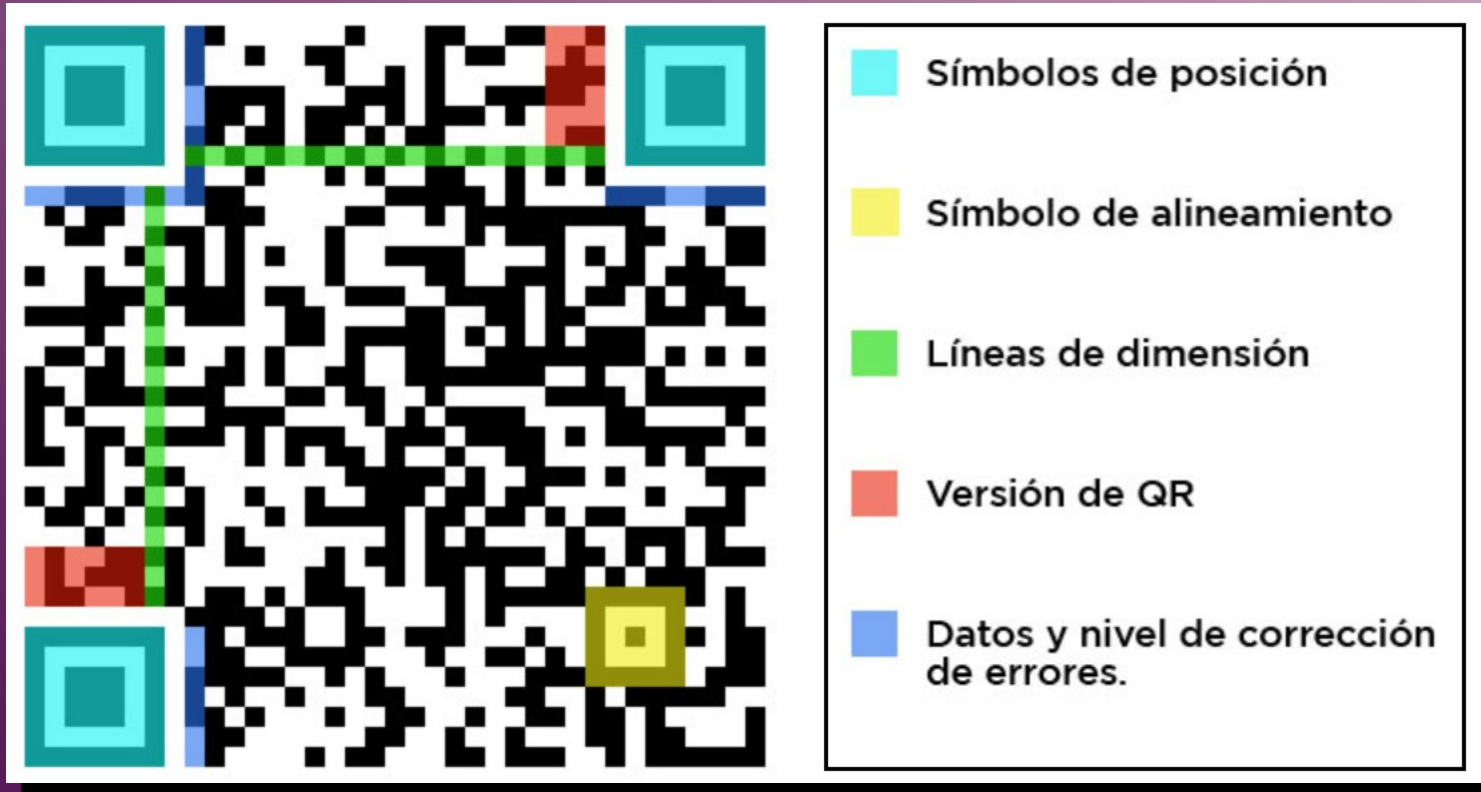 Símbolos de posición
Símbolo de alineamiento
Líneas de dimensión
Versión de QR
Datos y nivel de corrección
de errores.